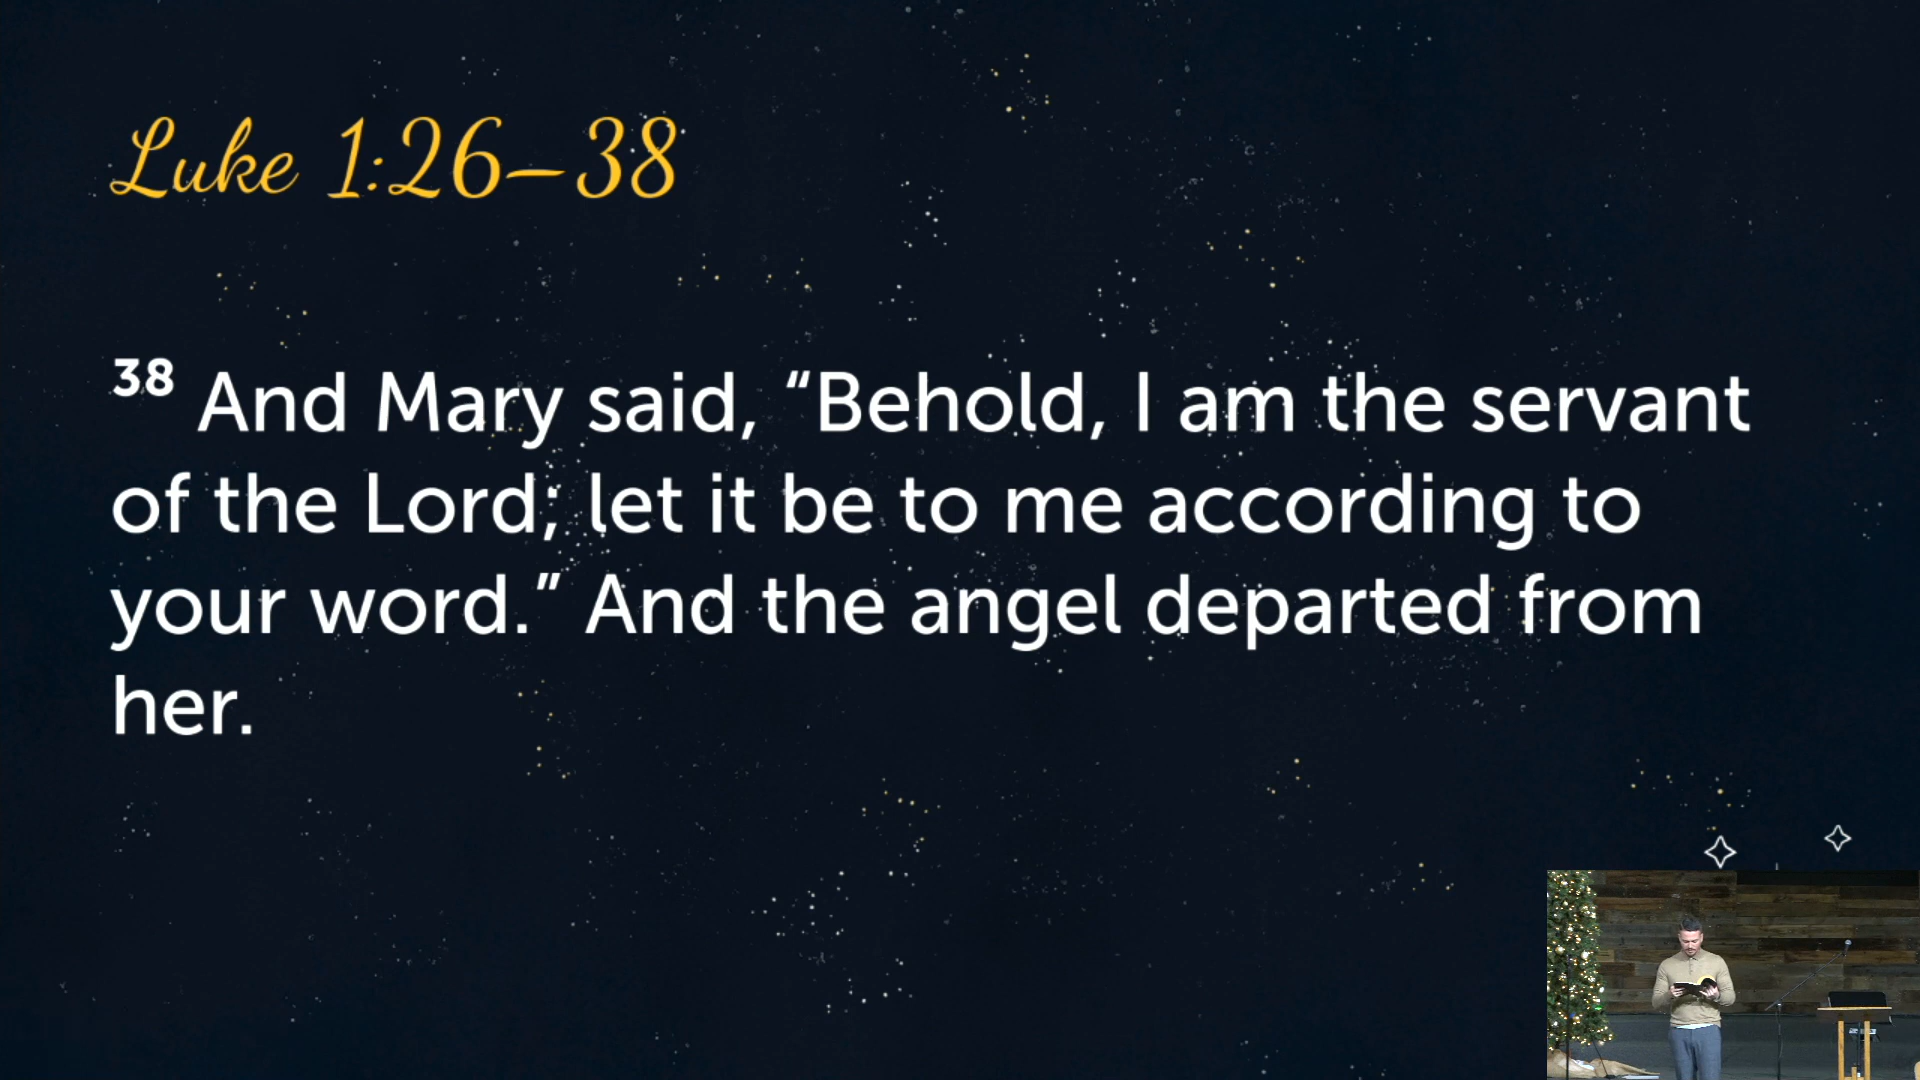 Luke 1:26–38
38 And Mary said, “Behold, I am the servant
of the Lord; let it be to me according to
your word.” And the angel departed from
her.